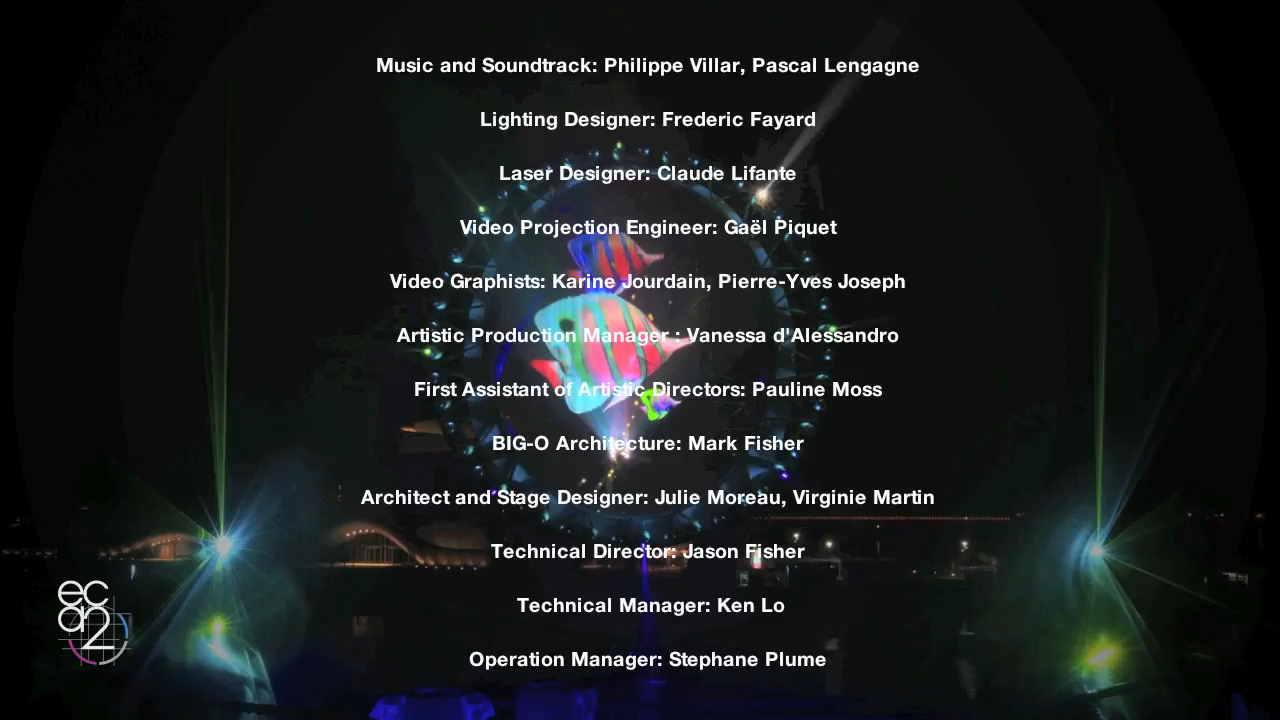 Music and Soundtrack: Philippe Villar, Pascal Lengagne
Lighting Designer: Frederic Fayard
Laser Designer: Claude Lifante
Video Projection Engineer: Gaël Piquet
Video Graphists: Karine Jourdain, Pierre-Yves Joseph
Artistic Production Manager : Vanessa d'Alessandro
First Assistant of Artistic Directors: Pauline Moss
BIG-O Architecture: Mark Fisher
Architect and Stage Designer: Julie Moreau, Virginie Martin
Technical Director: Jason Fisher
Technical Manager: Ken Lo
Operation Manager: Stephane Plume
eca2